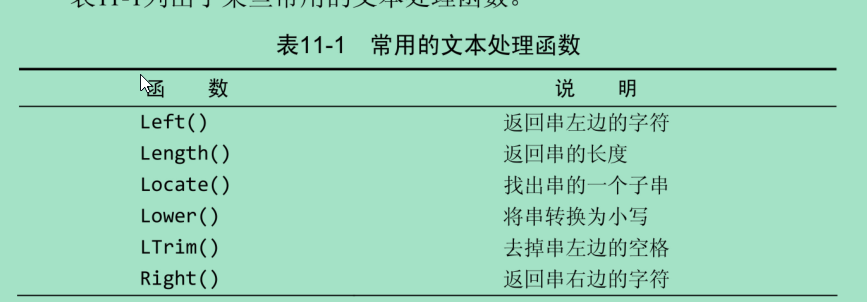 表11-1列出了某些常用的文本处理函数。
表11-1 常用的文本处理函数
函 数 说 明
Left() 返回串左边的字符
Length() 返回串的长度
Locate() 找出串的一个子串
Lower() 将串转换为小写
LTrim() 去掉串左边的空格
Right() 返回串右边的字符